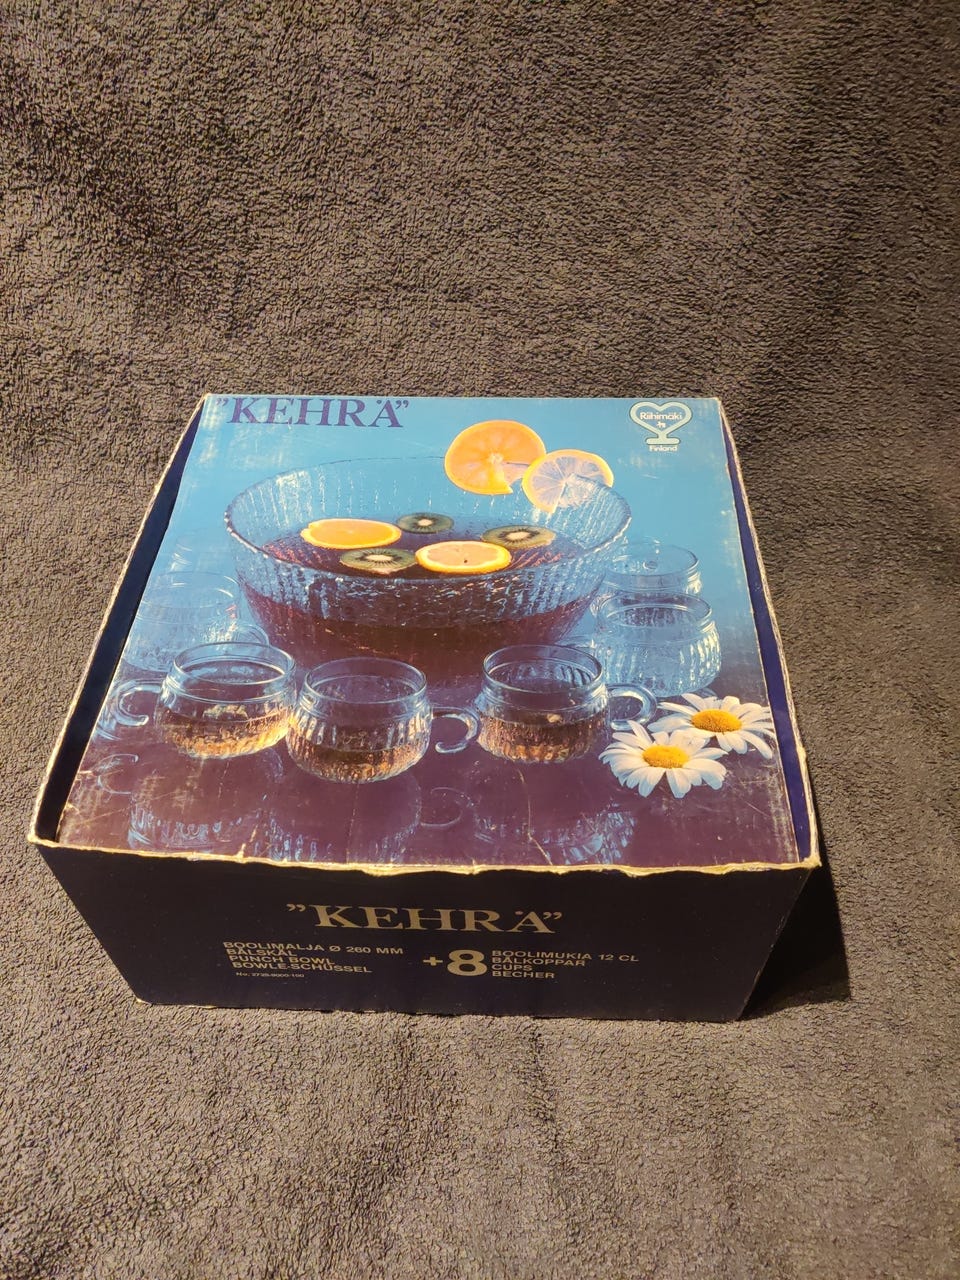 "KEHRÄ"
Riihimäki
Finland
"KEHRÄ"
BOOLIMALJA Ø 260 MM
BÅLSKÅL
PUNCH BOWL
BOWLE-SCHÜSSEL
+8
BOOLIMUKIA 12 CL
BÅLKOPPAR
CUPS
BECHER